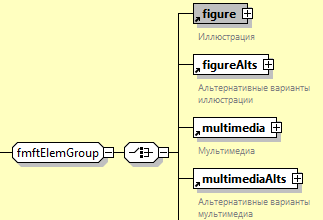 figure
Иллюстрация
figureAlts
Альтернативные варианты
иллюстрации
fmftElemGroup
multimedia
Мультимедиа
multimediaAlts
Альтернативные варианты
мультимедиа